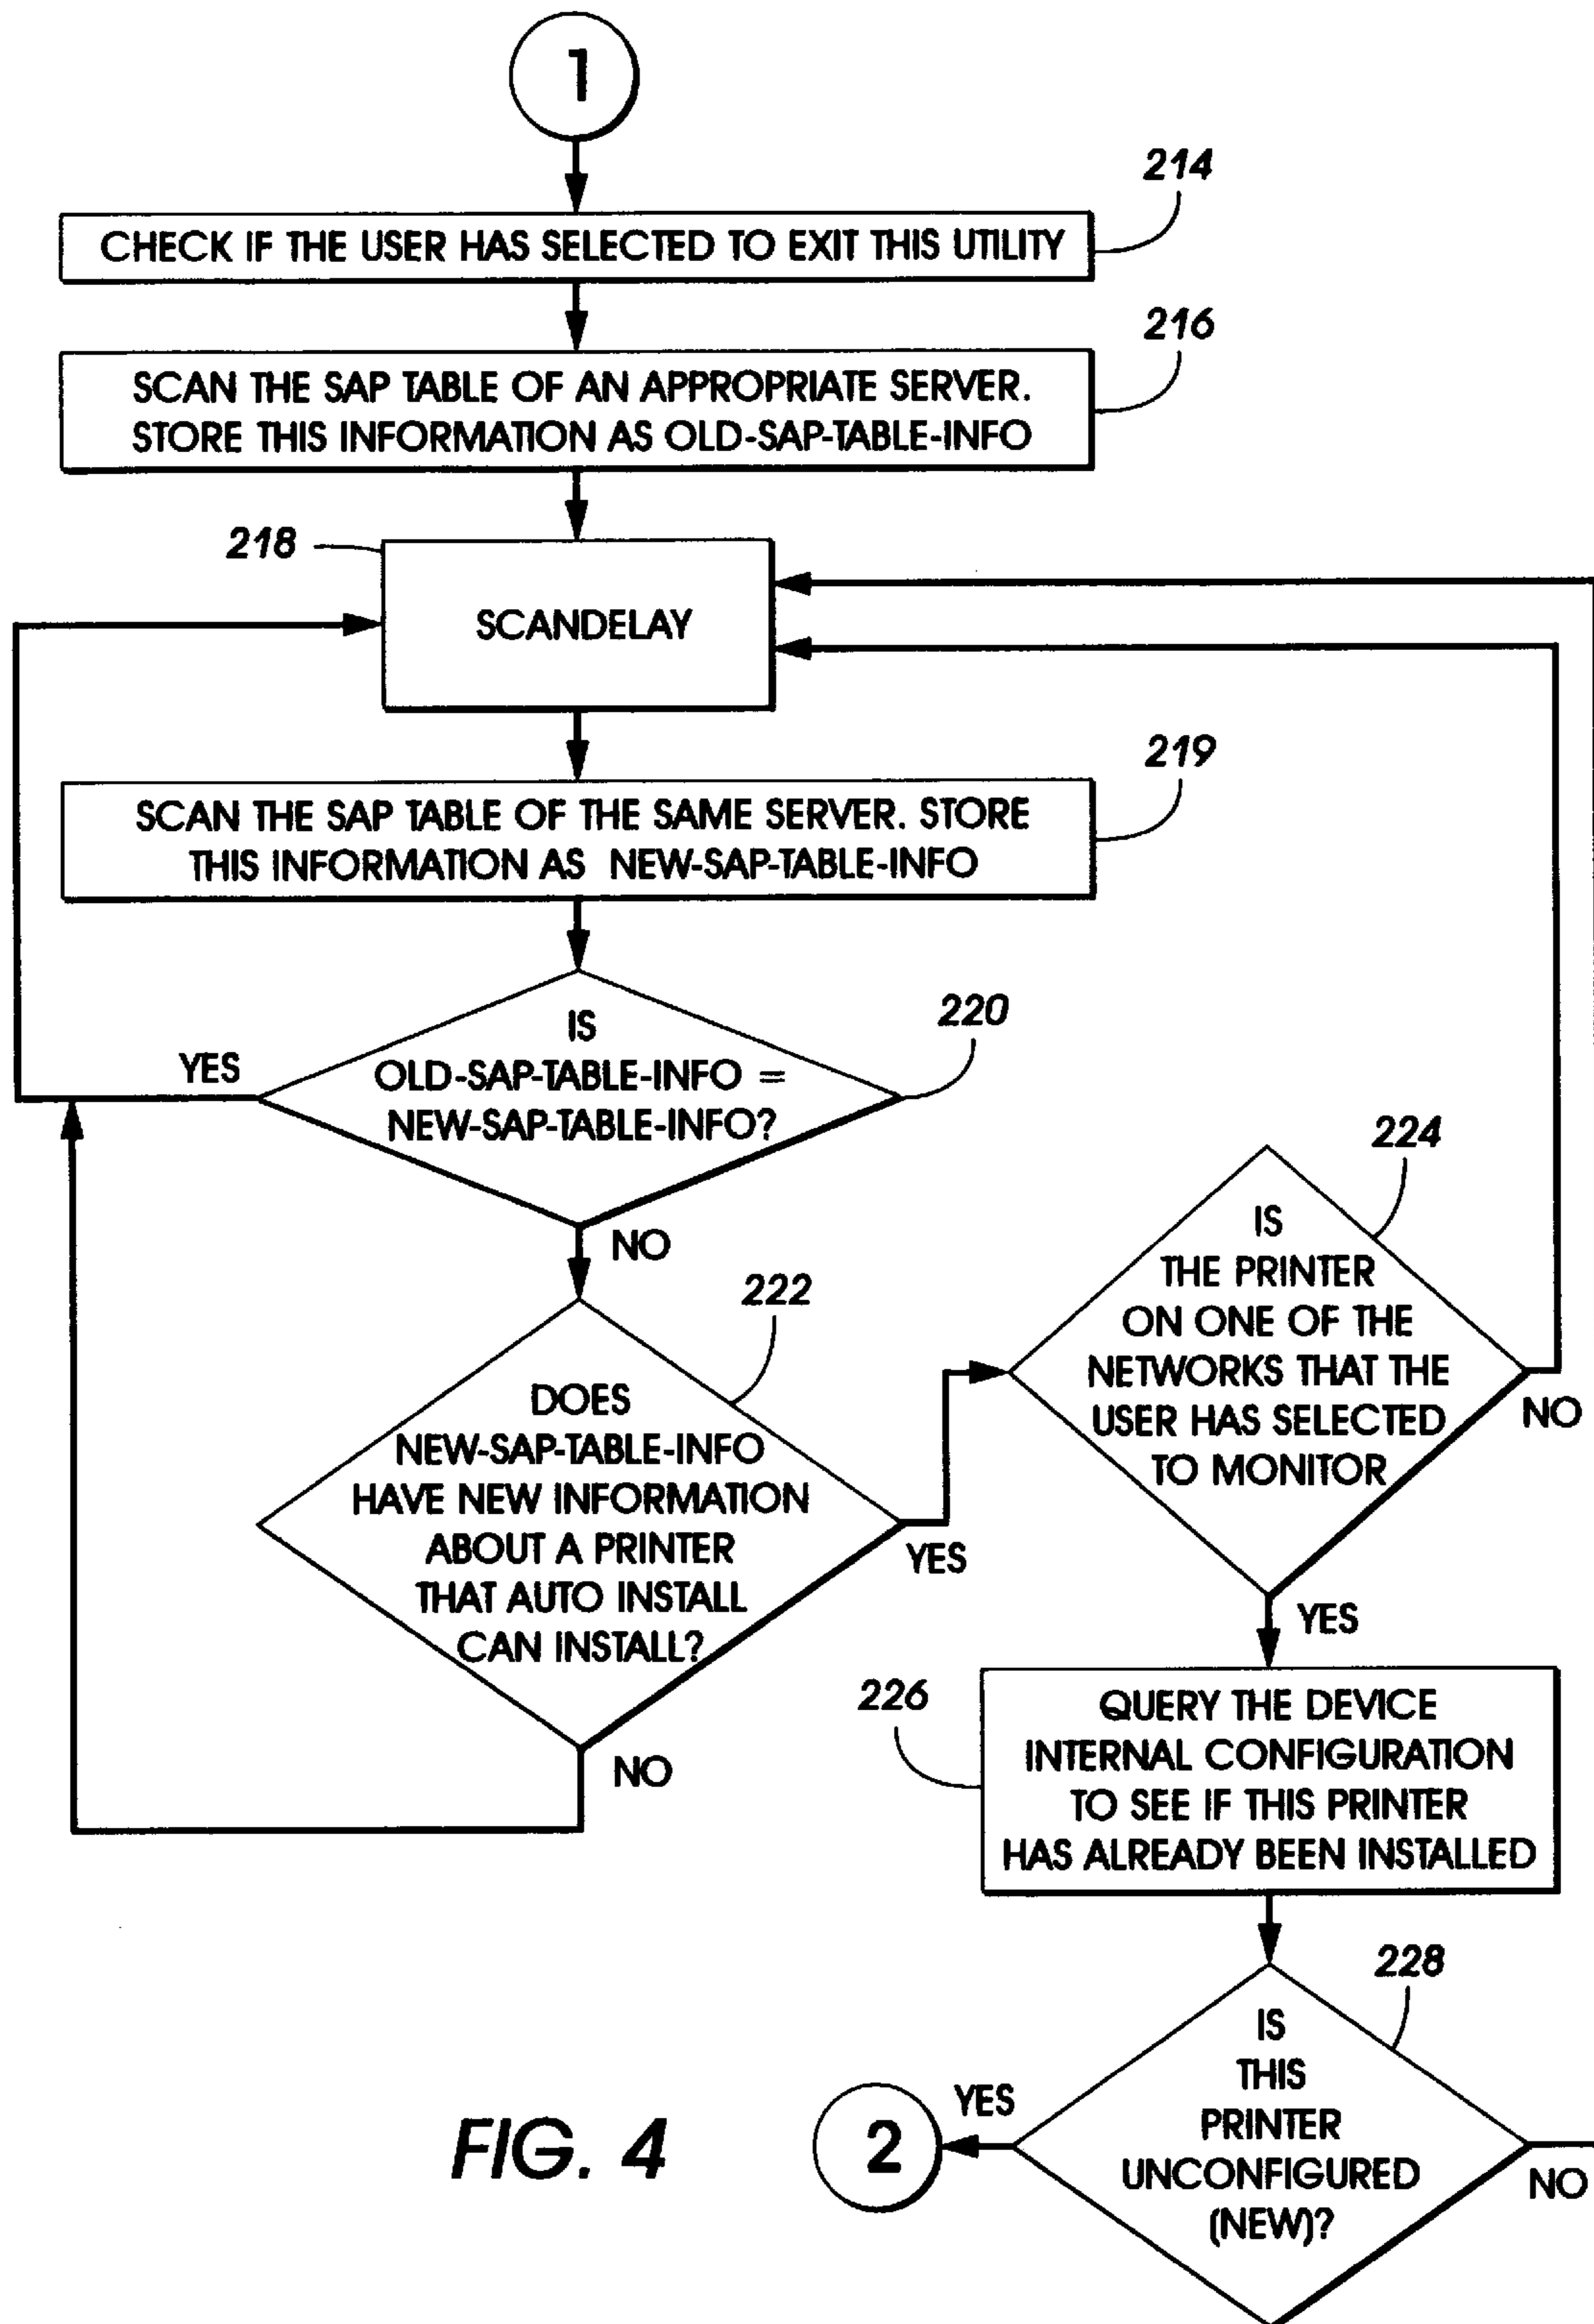 1
214
CHECK IF THE USER HAS SELECTED TO EXIT THIS UTILITY
216
SCAN THE SAP TABLE OF AN APPROPRIATE SERVER.
STORE THIS INFORMATION AS OLD-SAP-TABLE-INFO
218
SCANDELAY
219
SCAN THE SAP TABLE OF THE SAME SERVER. STORE
THIS INFORMATION AS NEW-SAP-TABLE-INFO
220
IS
OLD-SAP-TABLE-INFO =
NEW-SAP-TABLE-INFO?
YES
NO
222
DOES
NEW-SAP-TABLE-INFO
HAVE NEW INFORMATION
ABOUT A PRINTER
THAT AUTO INSTALL
CAN INSTALL?
YES
NO
224
IS
THE PRINTER
ON ONE OF THE
NETWORKS THAT THE
USER HAS SELECTED
TO MONITOR
NO
YES
226
QUERY THE DEVICE
INTERNAL CONFIGURATION
TO SEE IF THIS PRINTER
HAS ALREADY BEEN INSTALLED
228
IS
THIS
PRINTER
UNCONFIGURED
(NEW)?
YES
NO
2
FIG. 4